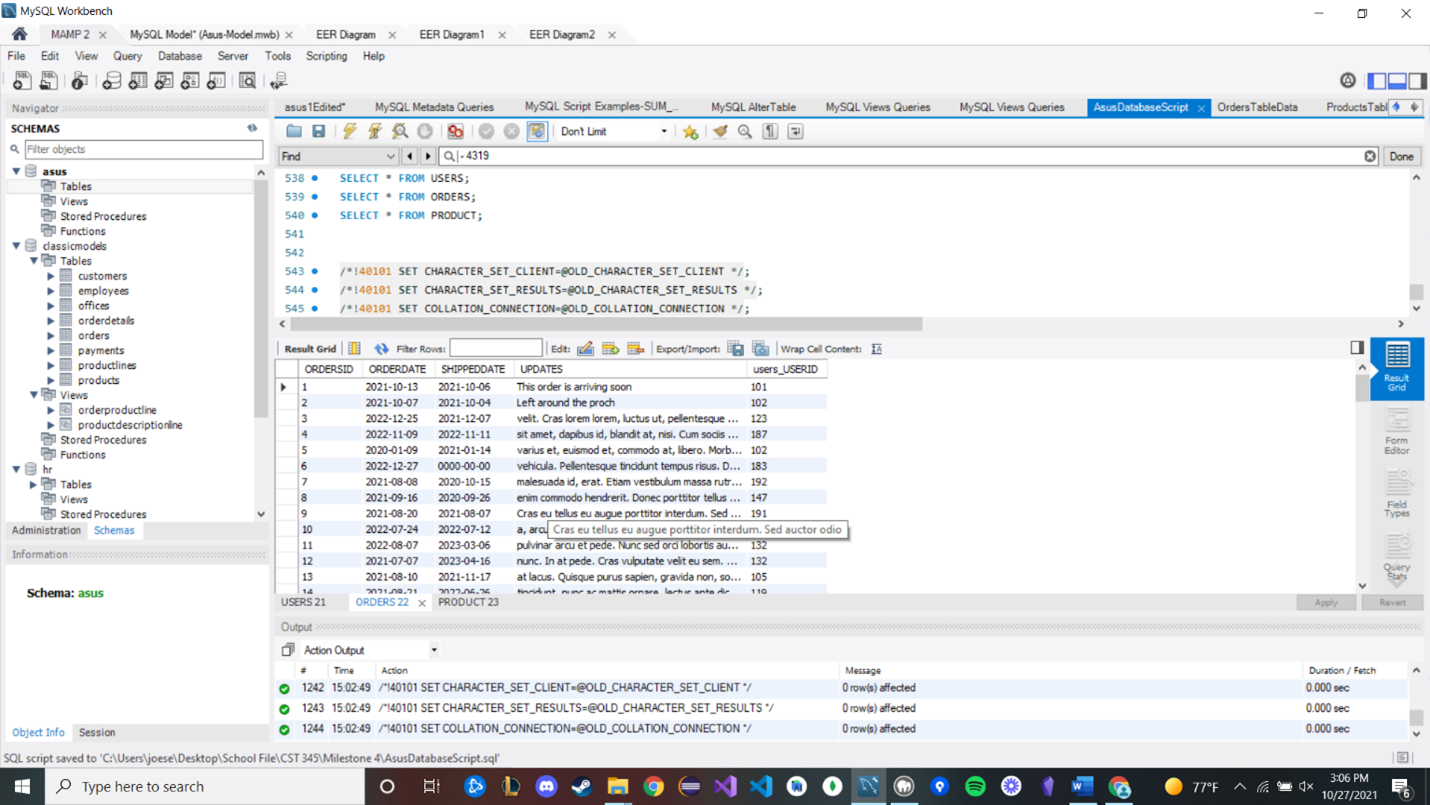 MySQL Workbench
MAMP 2
MySQL Model* (Asus-Model.mwb)
EER Diagram
EER Diagram1
EER Diagram2
File Edit View Query Database Server Tools Scripting Help
Navigator
SCHEMAS
Filter objects
asus
Tables
Views
Stored Procedures
Functions
classicmodels
Tables
customers
employees
offices
orderdetails
orders
payments
productlines
products
Views
orderproductline
productdescriptionline
Stored Procedures
Functions
hr
Tables
Views
Stored Procedures
Administration Schemas
Information
Schema: asus
Object Info Session
asus1Edited* MySQL Metadata Queries MySQL Script Examples-SUM_... MySQL AlterTable MySQL Views Queries MySQL Views Queries AsusDatabaseScript OrdersTableData ProductsTabl
Don't Limit
Find
- 4319
Done
538 SELECT * FROM USERS;
539 SELECT * FROM ORDERS;
540 SELECT * FROM PRODUCT;
541
542
543 /*!40101 SET CHARACTER_SET_CLIENT=@OLD_CHARACTER_SET_CLIENT */;
544 /*!40101 SET CHARACTER_SET_RESULTS=@OLD_CHARACTER_SET_RESULTS */;
545 /*!40101 SET COLLATION_CONNECTION=@OLD_COLLATION_CONNECTION */;
Result Grid Filter Rows: Edit: Export/Import: Wrap Cell Content:
ORDERSID ORDERDATE SHIPPEDDATE UPDATES users_USERID
1 2021-10-13 2021-10-06 This order is arriving soon 101
2 2021-10-07 2021-10-04 Left around the proch 102
3 2022-12-25 2021-12-07 velit. Cras lorem lorem, luctus ut, pellentesque ... 123
4 2022-11-09 2022-11-11 sit amet, dapibus id, blandit at, nisi. Cum sociis ... 187
5 2020-01-09 2021-01-14 varius et, euismod et, commodo at, libero. Morb... 102
6 2022-12-27 0000-00-00 vehicula. Pellentesque tincidunt tempus risus. D... 183
7 2021-08-08 2020-10-15 malesuada id, erat. Etiam vestibulum massa rutr... 192
8 2021-09-16 2020-09-26 enim commodo hendrerit. Donec porttitor tellus ... 147
9 2021-08-20 2021-08-07 Cras eu tellus eu augue porttitor interdum. Sed ... 191
10 2022-07-24 2022-07-12 a, arcu
Cras eu tellus eu augue porttitor interdum. Sed auctor odio
11 2022-08-07 2023-03-06 pulvinar arcu et pede. Nunc sed orci lobortis au... 132
12 2021-07-07 2023-04-16 nunc. In at pede. Cras vulputate velit eu sem. ... 132
13 2021-08-10 2021-11-17 at lacus. Quisque purus sapien, gravida non, so... 105
14 2021-09-21 2022-06-26 tincidunt, nunc ac mattis ornare, lectus ante dic... 119
Result Grid
Form Editor
Field Types
Query Stats
USERS 21 ORDERS 22 PRODUCT 23
Apply Revert
Output
Action Output
# Time Action Message Duration / Fetch
1242 15:02:49 /*!40101 SET CHARACTER_SET_CLIENT=@OLD_CHARACTER_SET_CLIENT */ 0 row(s) affected 0.000 sec
1243 15:02:49 /*!40101 SET CHARACTER_SET_RESULTS=@OLD_CHARACTER_SET_RESULTS */ 0 row(s) affected 0.000 sec
1244 15:02:49 /*!40101 SET COLLATION_CONNECTION=@OLD_COLLATION_CONNECTION */ 0 row(s) affected 0.000 sec
SQL script saved to 'C:\Users\joese\Desktop\School File\CST 345\Milestone 4\AsusDatabaseScript.sql'
Type here to search
77°F
3:06 PM
10/27/2021
6